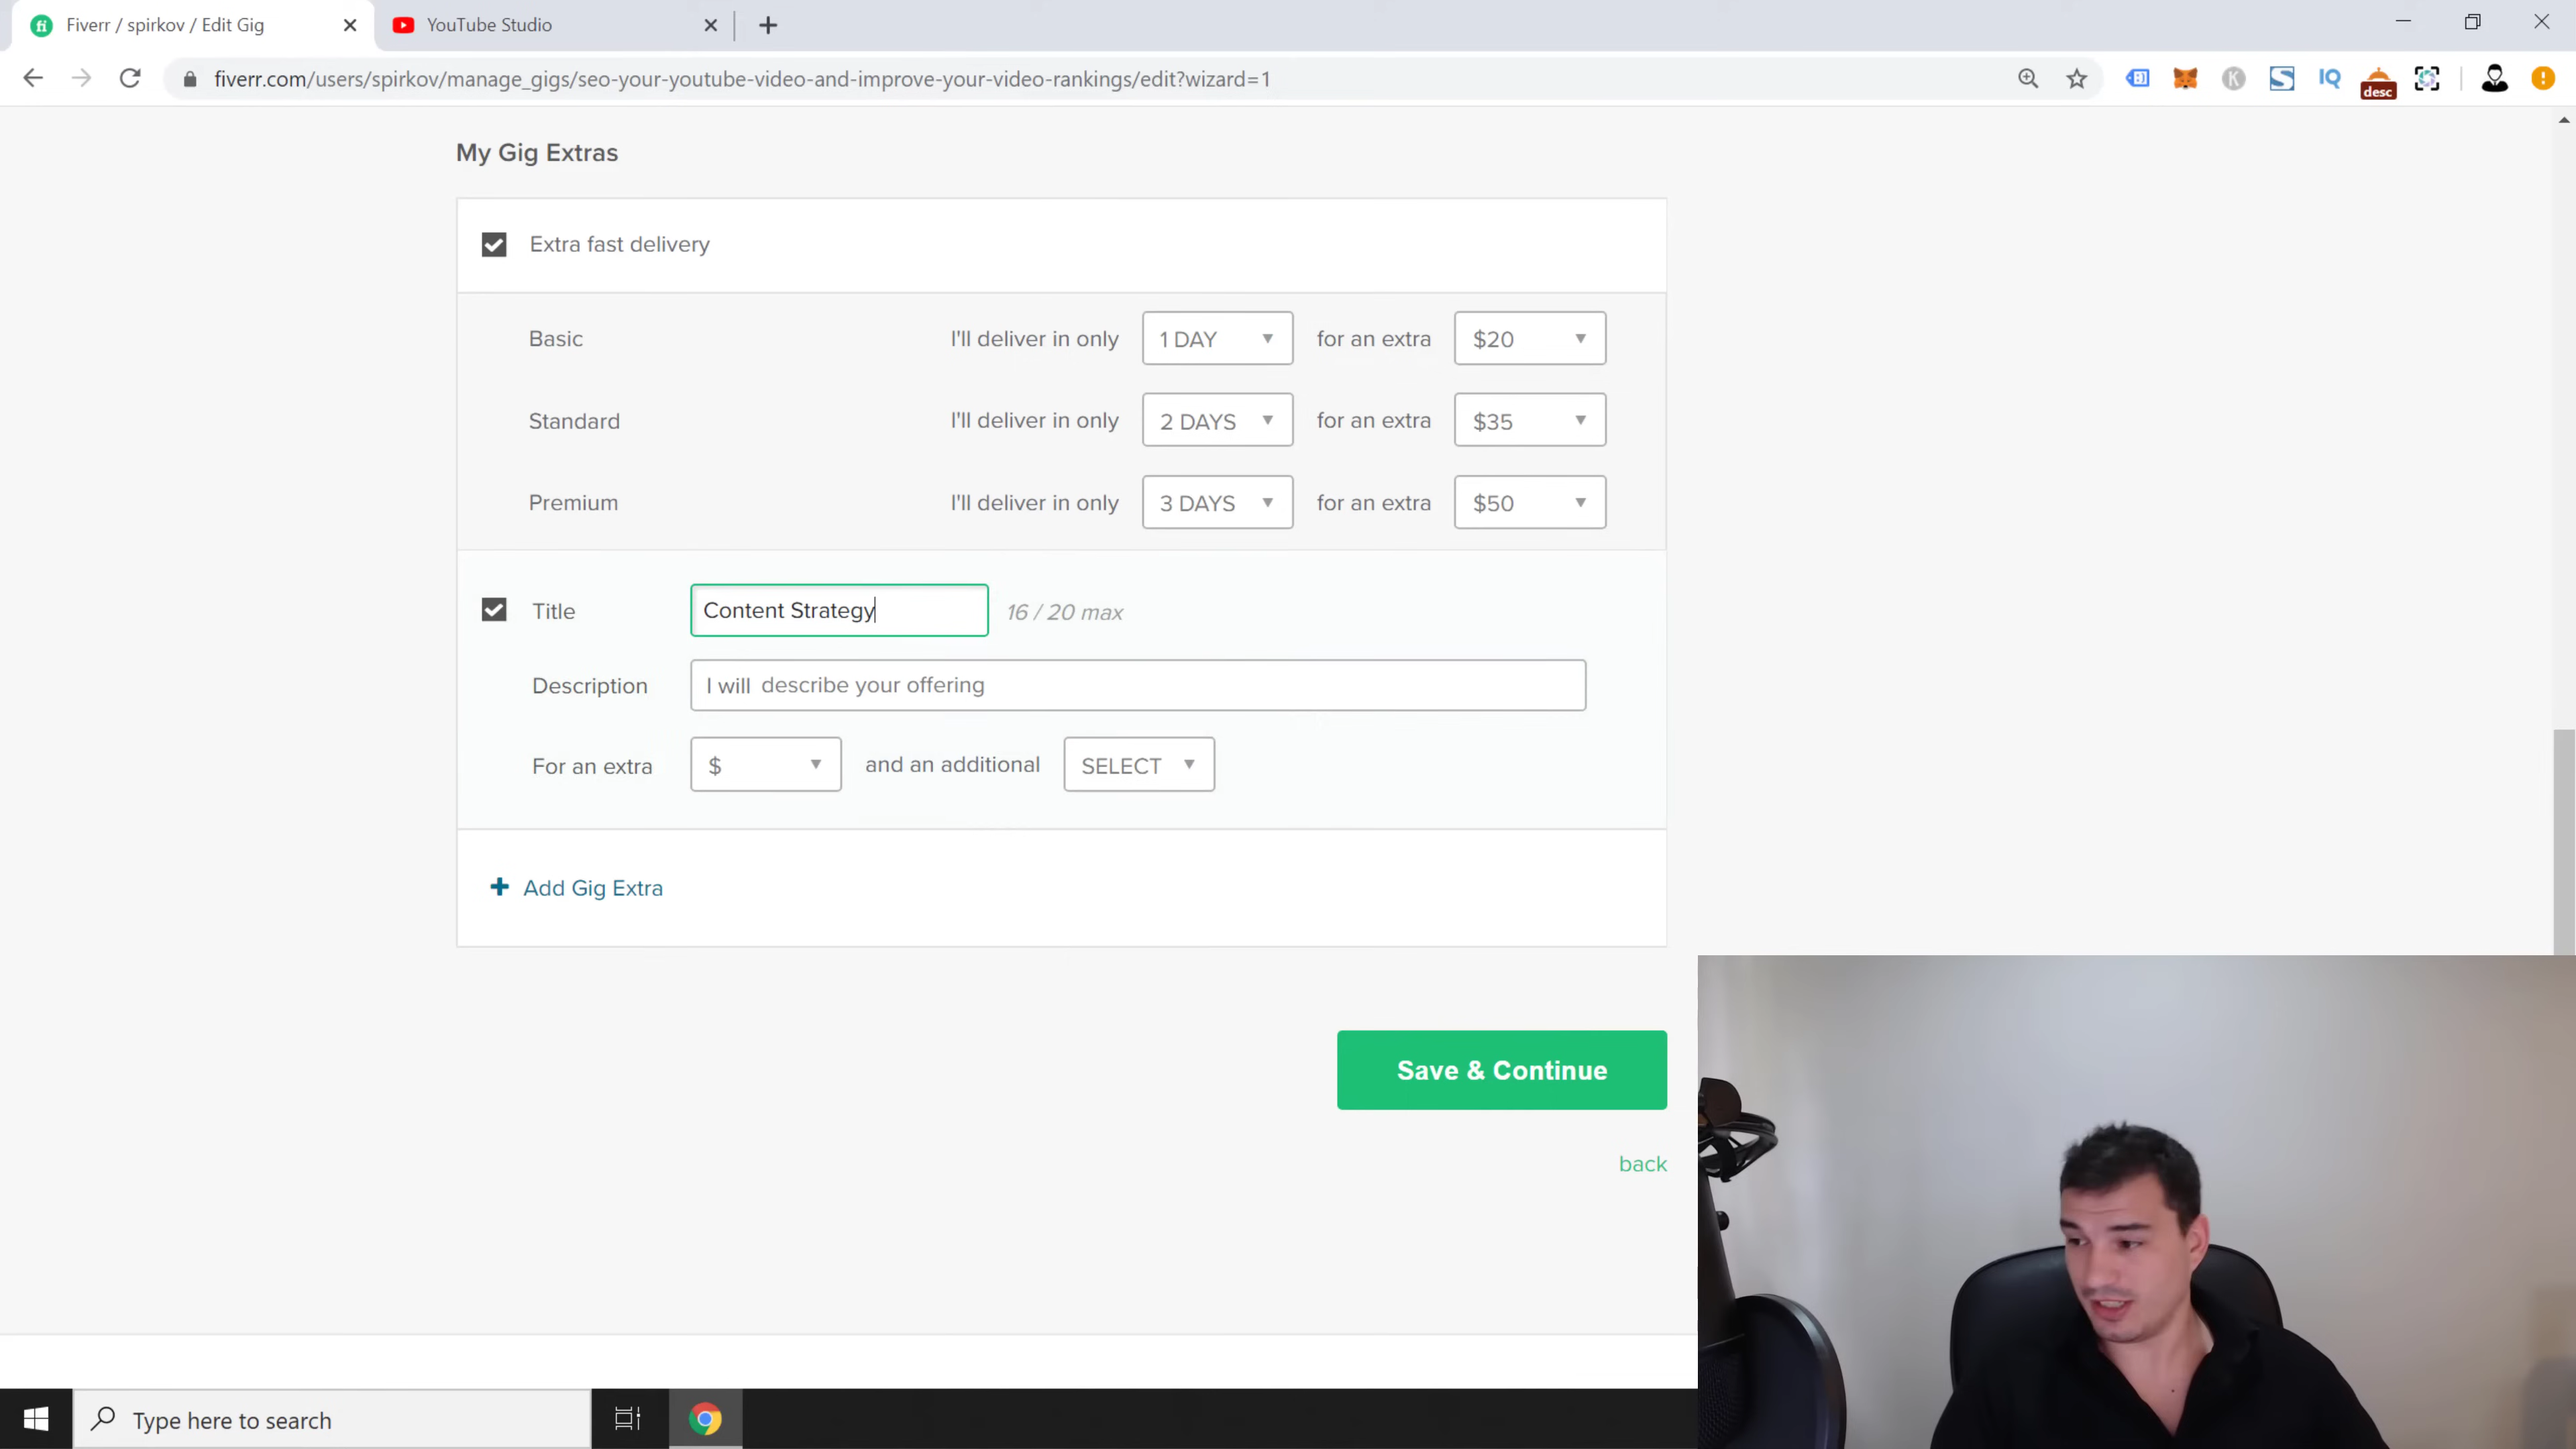 Fiverr / spirkov / Edit Gig
YouTube Studio
fiverr.com/users/spirkov/manage_gigs/seo-your-youtube-video-and-improve-your-video-rankings/edit?wizard=1
K
S
IQ
desc
My Gig Extras
Extra fast delivery
Basic I'll deliver in only 1 DAY for an extra $20
Standard I'll deliver in only 2 DAYS for an extra $35
Premium I'll deliver in only 3 DAYS for an extra $50
Title Content Strategy 16 / 20 max
Description I will describe your offering
For an extra $ and an additional SELECT
+ Add Gig Extra
Save & Continue
back
Type here to search